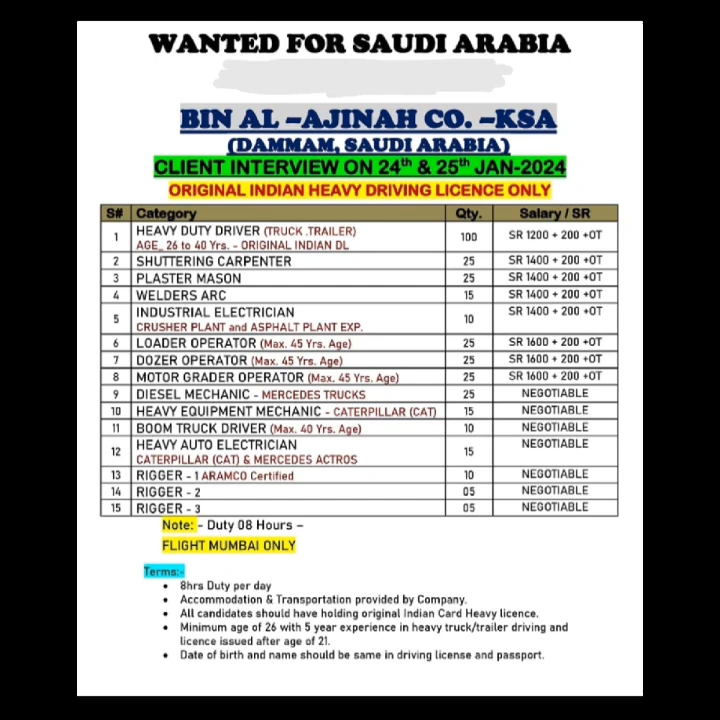 WANTED FOR SAUDI ARABIA
BIN AL –AJINAH CO. –KSA
(DAMMAM, SAUDI ARABIA)
CLIENT INTERVIEW ON 24th & 25th JAN-2024
ORIGINAL INDIAN HEAVY DRIVING LICENCE ONLY
S# Category Qty. Salary / SR
1 HEAVY DUTY DRIVER (TRUCK .TRAILER) 100 SR 1200 + 200 +OT
AGE_ 26 to 40 Yrs. - ORIGINAL INDIAN DL
2 SHUTTERING CARPENTER 25 SR 1400 + 200 +OT
3 PLASTER MASON 25 SR 1400 + 200 +OT
4 WELDERS ARC 15 SR 1400 + 200 +OT
5 INDUSTRIAL ELECTRICIAN 10 SR 1400 + 200 +OT
CRUSHER PLANT and ASPHALT PLANT EXP.
6 LOADER OPERATOR (Max. 45 Yrs. Age) 25 SR 1600 + 200 +OT
7 DOZER OPERATOR (Max. 45 Yrs. Age) 25 SR 1600 + 200 +OT
8 MOTOR GRADER OPERATOR (Max. 45 Yrs. Age) 25 SR 1600 + 200 +OT
9 DIESEL MECHANIC - MERCEDES TRUCKS 25 NEGOTIABLE
10 HEAVY EQUIPMENT MECHANIC - CATERPILLAR (CAT) 15 NEGOTIABLE
11 BOOM TRUCK DRIVER (Max. 40 Yrs. Age) 10 NEGOTIABLE
12 HEAVY AUTO ELECTRICIAN 15 NEGOTIABLE
CATERPILLAR (CAT) & MERCEDES ACTROS
13 RIGGER - 1 ARAMCO Certified 10 NEGOTIABLE
14 RIGGER - 2 05 NEGOTIABLE
15 RIGGER - 3 05 NEGOTIABLE
Note: - Duty 08 Hours –
FLIGHT MUMBAI ONLY
Terms:-
• 8hrs Duty per day
• Accommodation & Transportation provided by Company.
• All candidates should have holding original Indian Card Heavy licence.
• Minimum age of 26 with 5 year experience in heavy truck/trailer driving and
licence issued after age of 21.
• Date of birth and name should be same in driving license and passport.